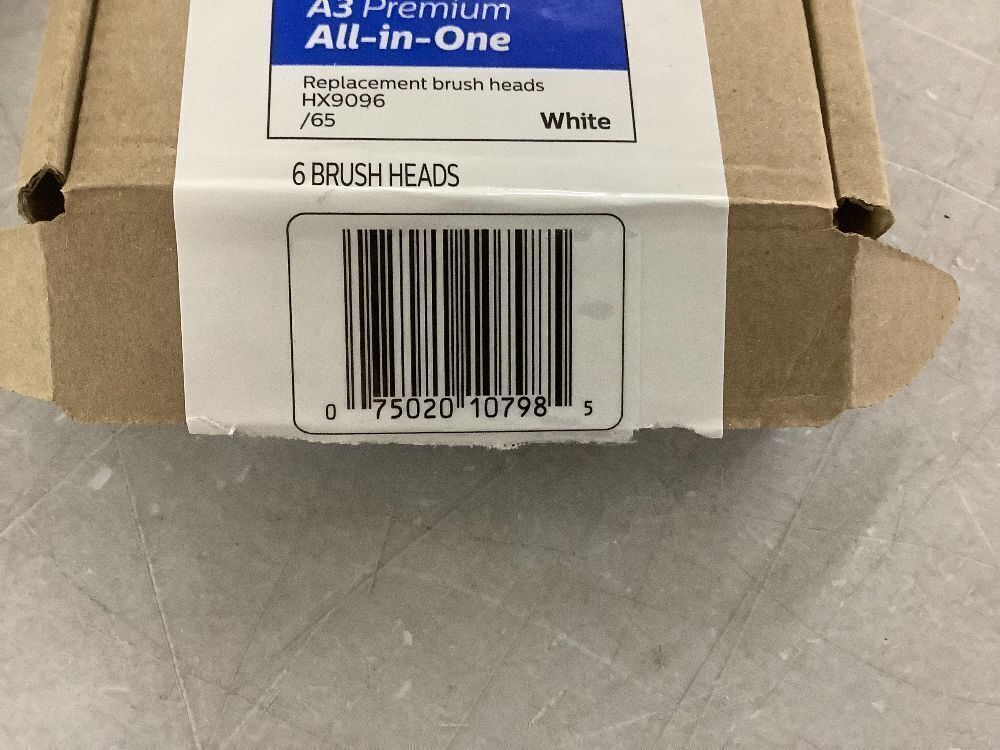 A3 Premium
All-in-One
Replacement brush heads
HX9096
/65
White
6 BRUSH HEADS
0 75020 10798 5